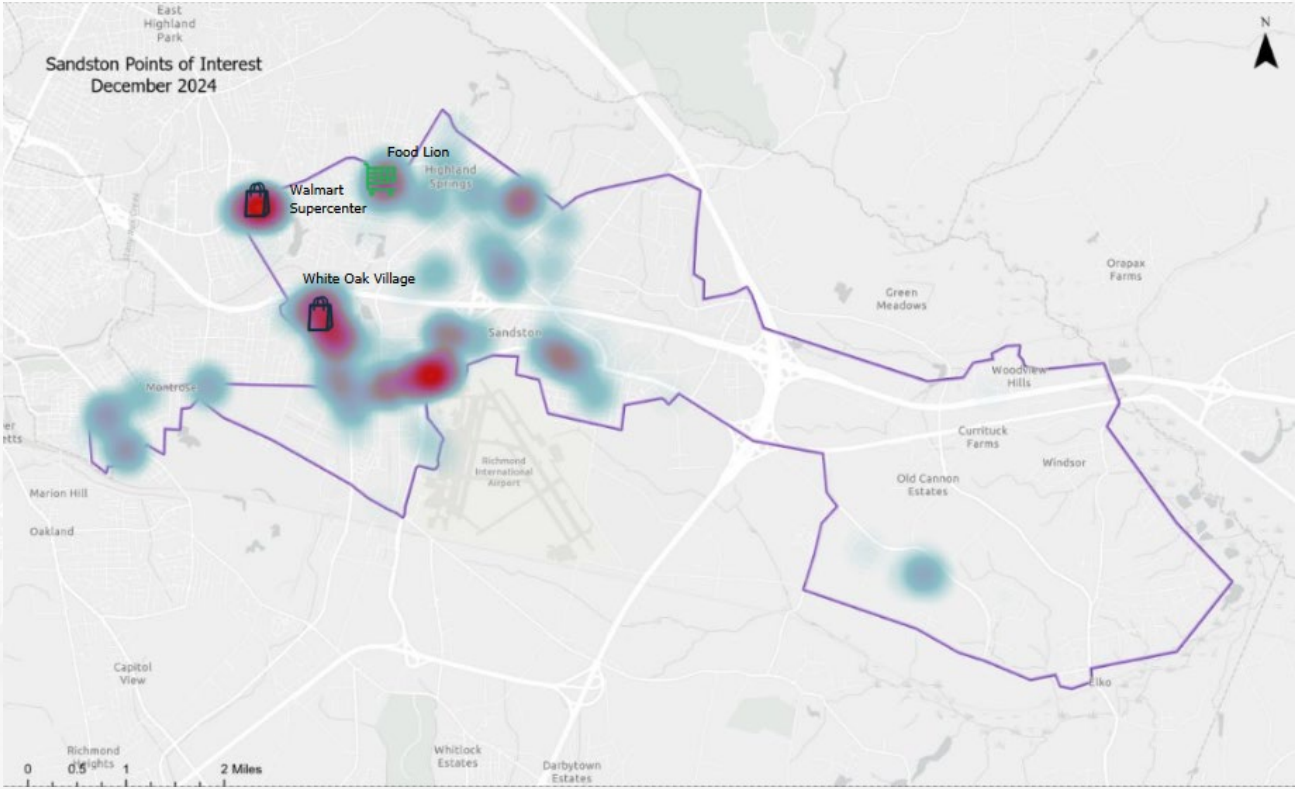 East
Highland
Park
N
Sandston Points of Interest
December 2024
Food Lion
Highland
Springs
Walmart
Supercenter
White Oak Village
Orapax
Farms
Green
Meadows
Sandston
Montrose
Woodview
Hills
Currituck
Farms
Windsor
Richmond
International
Airport
Old Cannon
Estates
Marion Hill
Oakland
Capitol
View
Elko
Richmond
Heights
Whitlock
Estates
Darbytown
Estates
0 0.5 1 2 Miles